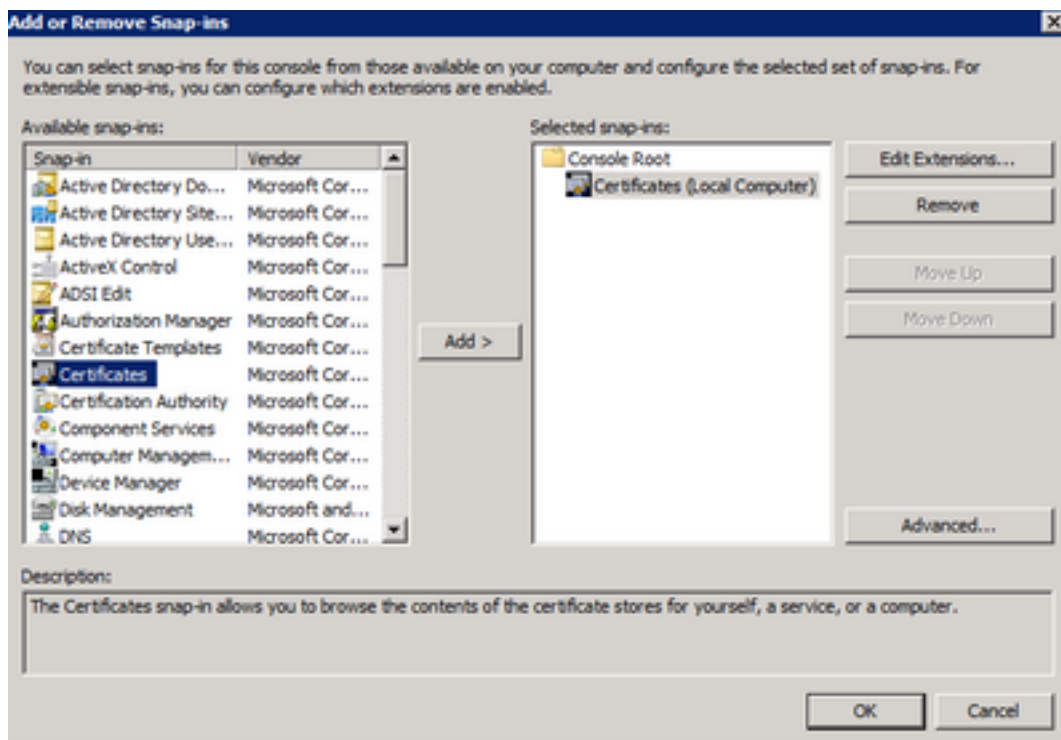 Add or Remove Snap-ins
You can select snap-ins for this console from those available on your computer and configure the selected set of snap-ins. For
extensible snap-ins, you can configure which extensions are enabled.
Available snap-ins:
Snap-in Vendor
Active Directory Do... Microsoft Cor...
Active Directory Site... Microsoft Cor...
Active Directory Use... Microsoft Cor...
ActiveX Control Microsoft Cor...
ADSI Edit Microsoft Cor...
Authorization Manager Microsoft Cor...
Certificate Templates Microsoft Cor...
Certificates Microsoft Cor...
Certification Authority Microsoft Cor...
Component Services Microsoft Cor...
Computer Managem... Microsoft Cor...
Device Manager Microsoft Cor...
Disk Management Microsoft and...
DNS Microsoft Cor...
Add >
Selected snap-ins:
Console Root
Certificates (Local Computer)
Edit Extensions...
Remove
Move Up
Move Down
Advanced...
Description:
The Certificates snap-in allows you to browse the contents of the certificate stores for yourself, a service, or a computer.
OK Cancel